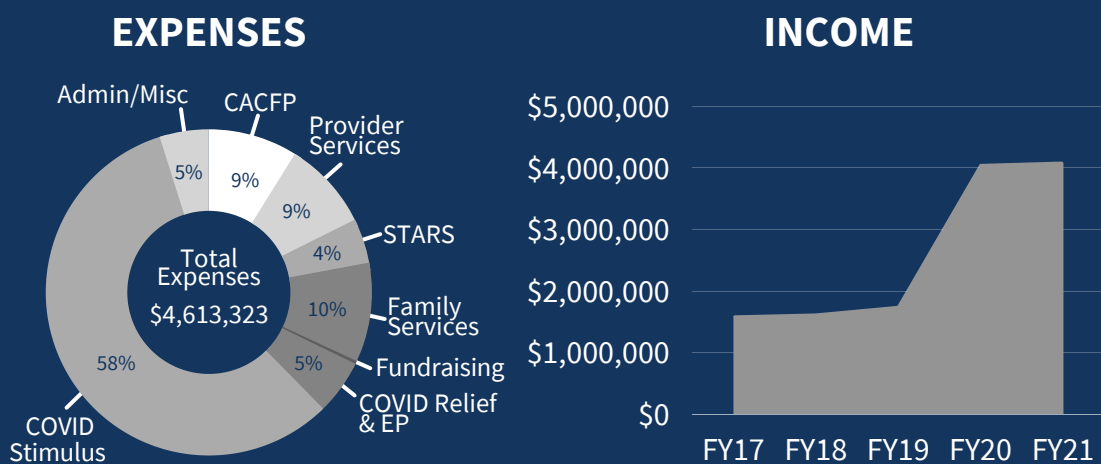 EXPENSES
Admin/Misc
CACFP
Provider
Services
STARS
Family
Services
Fundraising
COVID Relief
& EP
COVID
Stimulus
5%
9%
9%
4%
10%
5%
58%
Total
Expenses
$4,613,323
INCOME
$5,000,000
$4,000,000
$3,000,000
$2,000,000
$1,000,000
$0
FY17 FY18 FY19 FY20 FY21